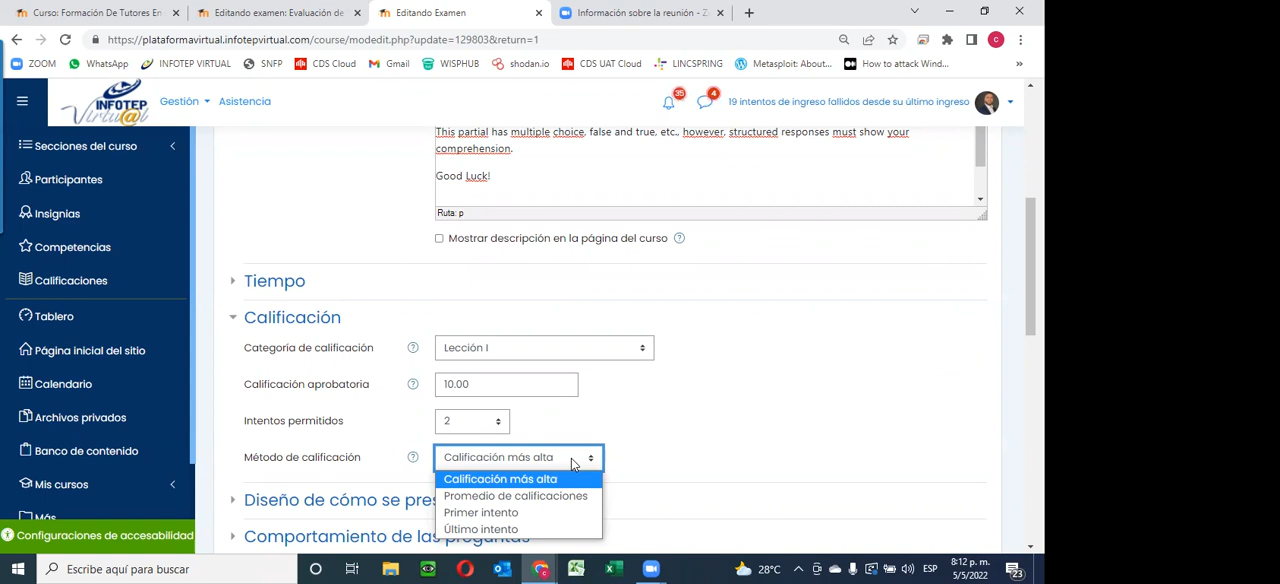 Curso: Formación De Tutores En
Editando examen: Evaluación de
Editando Examen
Información sobre la reunión - Z
https://plataformavirtual.infotepvirtual.com/course/modedit.php?update=129803&return=1
C
ZOOM
WhatsApp
INFOTEP VIRTUAL
SNFP
CDS Cloud
Gmail
WISPHUB
shodan.io
CDS UAT Cloud
LINCSPRING
Metasploit: About...
How to attack Wind...
»
INFOTEP
Virtu@l
Gestión
Asistencia
35
4
19 intentos de ingreso fallidos desde su último ingreso
Secciones del curso
Participantes
Insignias
Competencias
Calificaciones
Tablero
Página inicial del sitio
Calendario
Archivos privados
Banco de contenido
Mis cursos
Más
Configuraciones de accesabilidad
This partial has multiple choice, false and true, etc., however, structured responses must show your
comprehension.
Good Luck!
Ruta: p
Mostrar descripción en la página del curso
Tiempo
Calificación
Categoría de calificación
Lección I
Calificación aprobatoria
10.00
Intentos permitidos
2
Método de calificación
Calificación más alta
Calificación más alta
Promedio de calificaciones
Primer intento
Último intento
Diseño de cómo se pres
Comportamiento de las preguntas
Escribe aquí para buscar
28°C
ESP
8:12 p. m.
5/5/2022
23